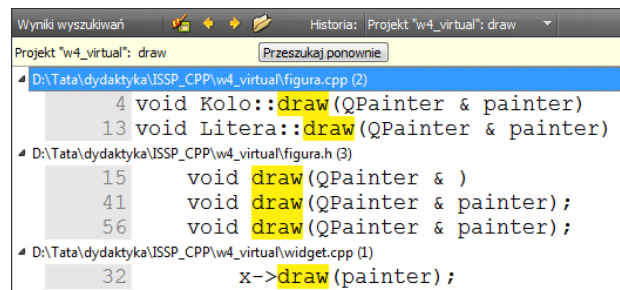 Wyniki wyszukiwań Historia: Projekt "w4_virtual": draw
Projekt "w4_virtual": draw Przeszukaj ponownie
D:\Tata\dydaktyka\ISSP_CPP\w4_virtual\figura.cpp (2)
4 void Kolo::draw(QPainter & painter)
13 void Litera::draw(QPainter & painter)
D:\Tata\dydaktyka\ISSP_CPP\w4_virtual\figura.h (3)
15 void draw(QPainter & )
41 void draw(QPainter & painter);
56 void draw(QPainter & painter);
D:\Tata\dydaktyka\ISSP_CPP\w4_virtual\widget.cpp (1)
32 x->draw(painter);